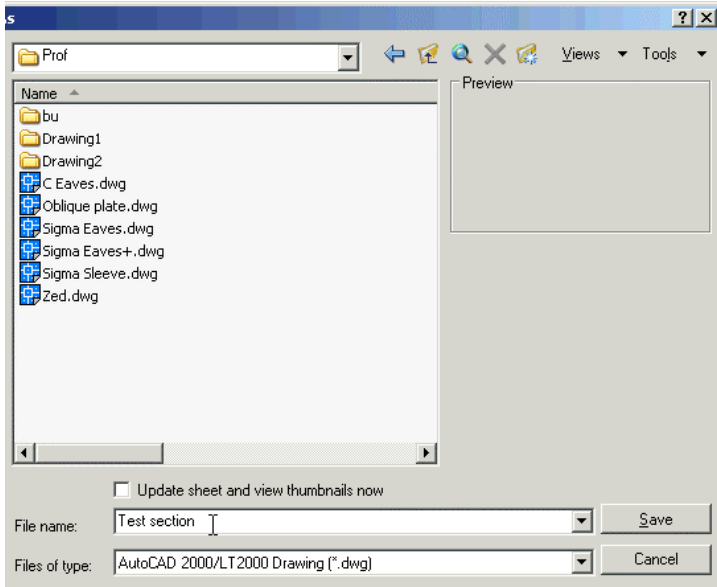 s
Prof
Views Tools
Name
Preview
bu
Drawing1
Drawing2
C Eaves.dwg
Oblique plate.dwg
Sigma Eaves.dwg
Sigma Eaves+.dwg
Sigma Sleeve.dwg
Zed.dwg
Update sheet and view thumbnails now
File name: Test section Save
Files of type: AutoCAD 2000/LT2000 Drawing (*.dwg) Cancel